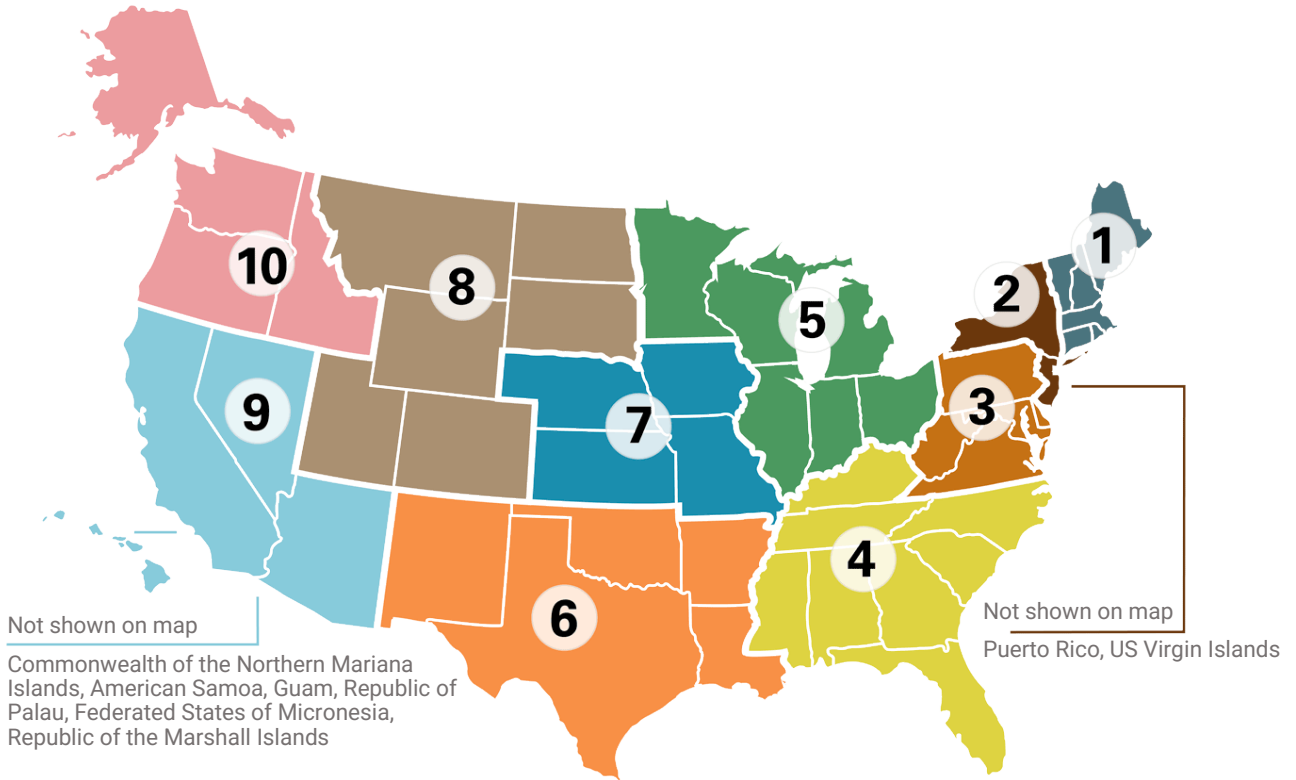 1
2
10
8
5
3
9
7
4
6
Not shown on map
Puerto Rico, US Virgin Islands
Not shown on map
Commonwealth of the Northern Mariana
Islands, American Samoa, Guam, Republic of
Palau, Federated States of Micronesia,
Republic of the Marshall Islands